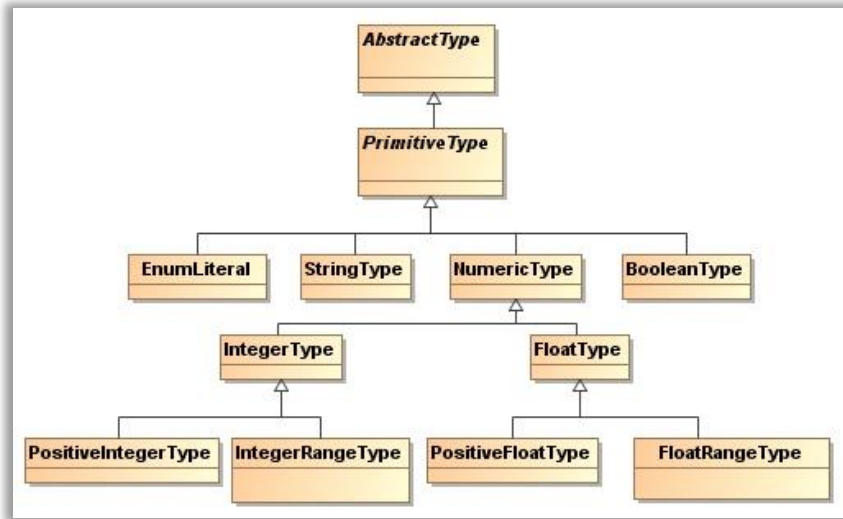 AbstractType
PrimitiveType
EnumLiteral
StringType
NumericType
BooleanType
IntegerType
FloatType
PositiveIntegerType
IntegerRangeType
PositiveFloatType
FloatRangeType